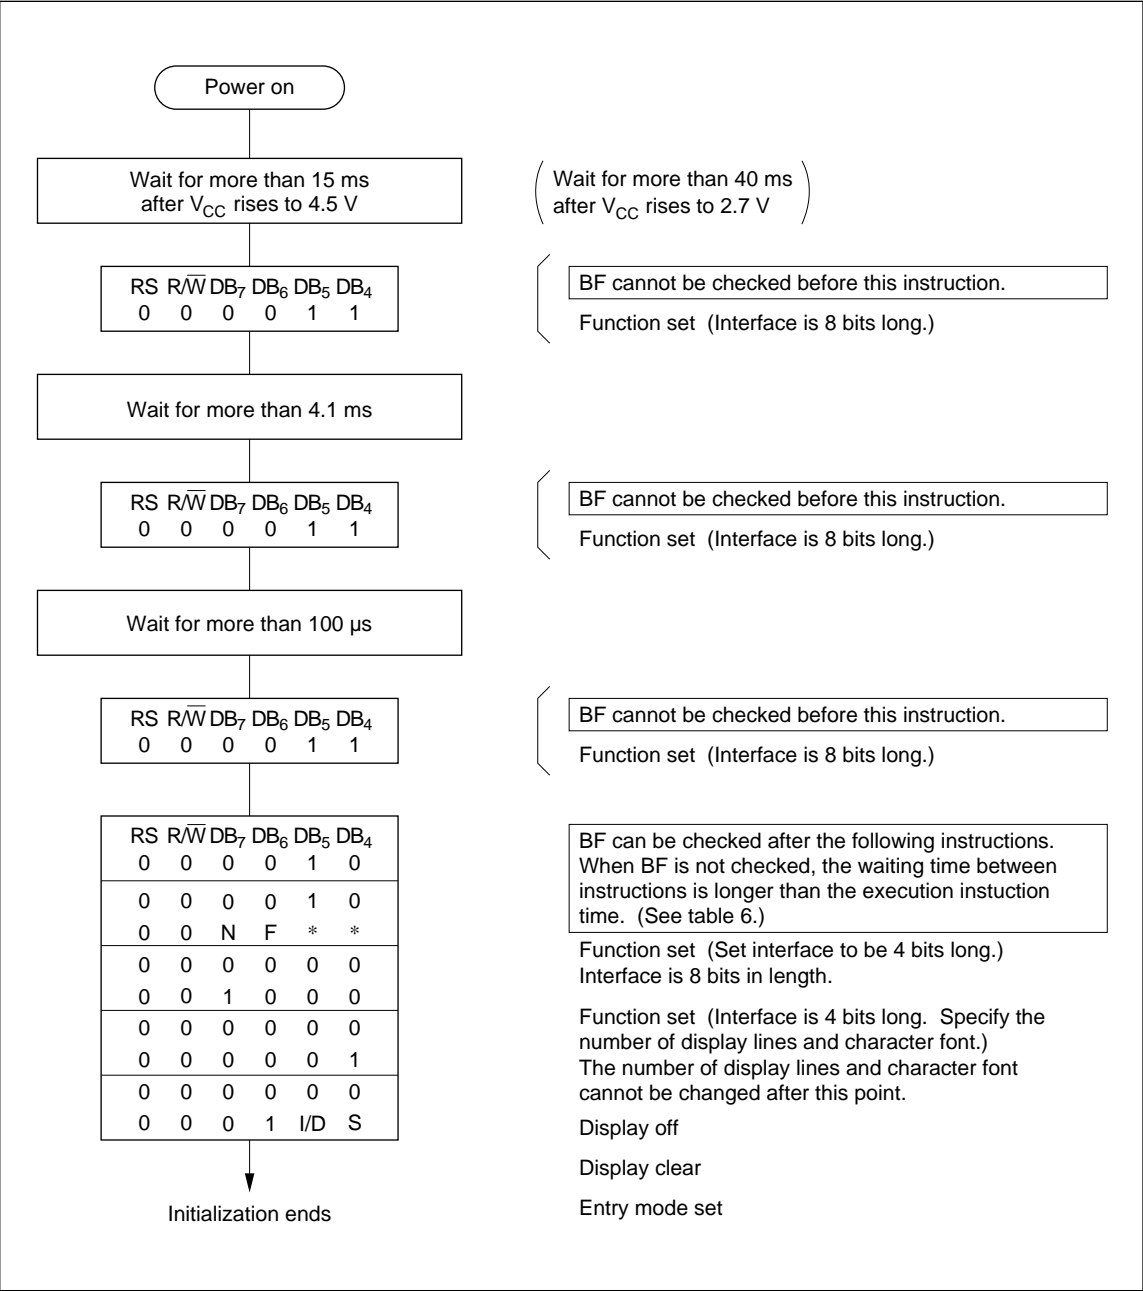 Power on
Wait for more than 15 ms
after VCC rises to 4.5 V
Wait for more than 40 ms
after VCC rises to 2.7 V
RS R/W̅ DB7 DB6 DB5 DB4
0 0 0 0 1 1
BF cannot be checked before this instruction.
Function set (Interface is 8 bits long.)
Wait for more than 4.1 ms
RS R/W̅ DB7 DB6 DB5 DB4
0 0 0 0 1 1
BF cannot be checked before this instruction.
Function set (Interface is 8 bits long.)
Wait for more than 100 µs
RS R/W̅ DB7 DB6 DB5 DB4
0 0 0 0 1 1
BF cannot be checked before this instruction.
Function set (Interface is 8 bits long.)
RS R/W̅ DB7 DB6 DB5 DB4
0 0 0 0 1 0
0 0 0 0 1 0
0 0 N F * *
0 0 0 0 0 0
0 0 1 0 0 0
0 0 0 0 0 0
0 0 0 0 0 1
0 0 0 0 0 0
0 0 0 1 I/D S
Initialization ends
BF can be checked after the following instructions.
When BF is not checked, the waiting time between
instructions is longer than the execution instuction
time. (See table 6.)
Function set (Set interface to be 4 bits long.)
Interface is 8 bits in length.
Function set (Interface is 4 bits long. Specify the
number of display lines and character font.)
The number of display lines and character font
cannot be changed after this point.
Display off
Display clear
Entry mode set